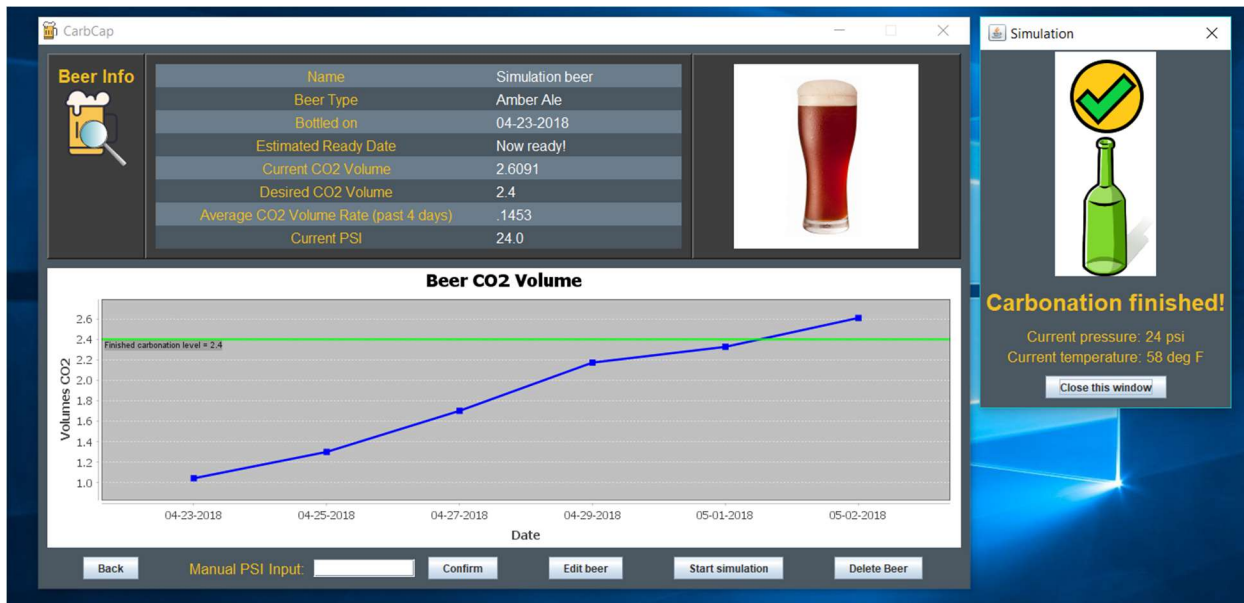 CarbCap
Beer Info
Name Simulation beer
Beer Type Amber Ale
Bottled on 04-23-2018
Estimated Ready Date Now ready!
Current CO2 Volume 2.6091
Desired CO2 Volume 2.4
Average CO2 Volume Rate (past 4 days) .1453
Current PSI 24.0
Beer CO2 Volume
Volumes CO2
2.6
2.4
2.2
2.0
1.8
1.6
1.4
1.2
1.0
Finished carbonation level = 2.4
04-23-2018 04-25-2018 04-27-2018 04-29-2018 05-01-2018 05-02-2018
Date
Back Manual PSI Input: Confirm Edit beer Start simulation Delete Beer
Simulation
Carbonation finished!
Current pressure: 24 psi
Current temperature: 58 deg F
Close this window